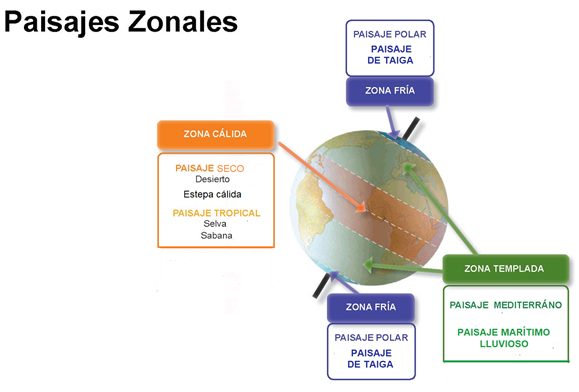 Paisajes Zonales
PAISAJE POLAR
PAISAJE
DE TAIGA
ZONA FRÍA
ZONA CÁLIDA
PAISAJE SECO
Desierto
Estepa cálida
PAISAJE TROPICAL
Selva
Sabana
ZONA TEMPLADA
PAISAJE MEDITERRÁNO
PAISAJE MARÍTIMO
LLUVIOSO
ZONA FRÍA
PAISAJE POLAR
PAISAJE
DE TAIGA